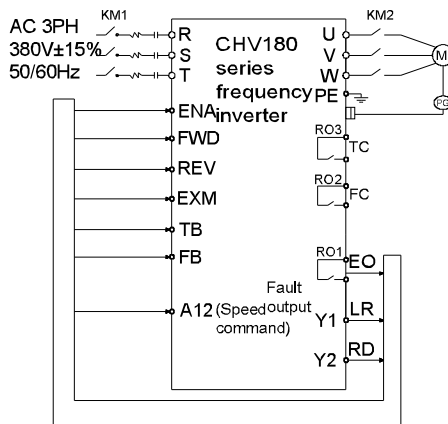 KM1
KM2
AC 3PH
380V±15%
50/60Hz
R
S
T
CHV180
series
frequency
inverter
U
V
W
PE
M
PG
ENA
FWD
REV
EXM
TB
FB
A12 (Speed
command)
RO3
TC
RO2
FC
RO1
EO
Fault
output
Y1
LR
Y2
RD